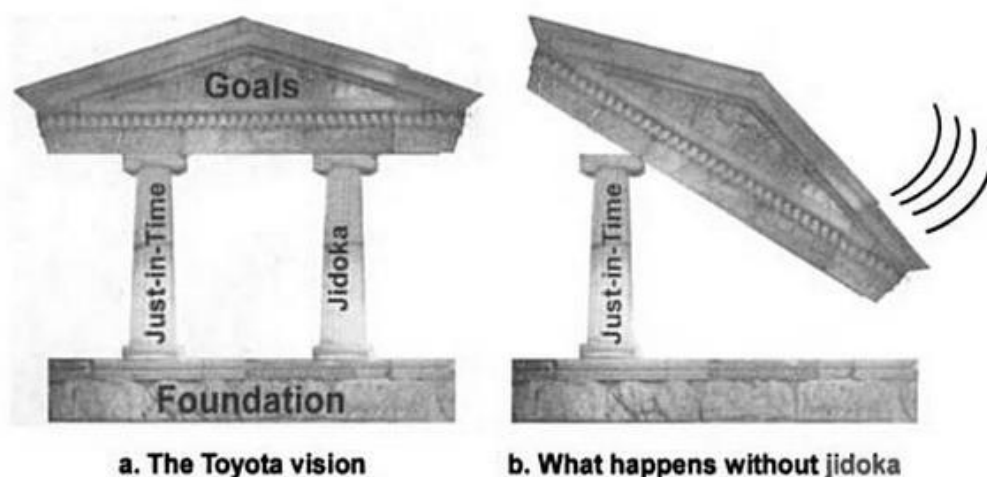 Goals
Just-in-Time
Jidoka
Foundation
a. The Toyota vision
Just-in-Time
b. What happens without jidoka